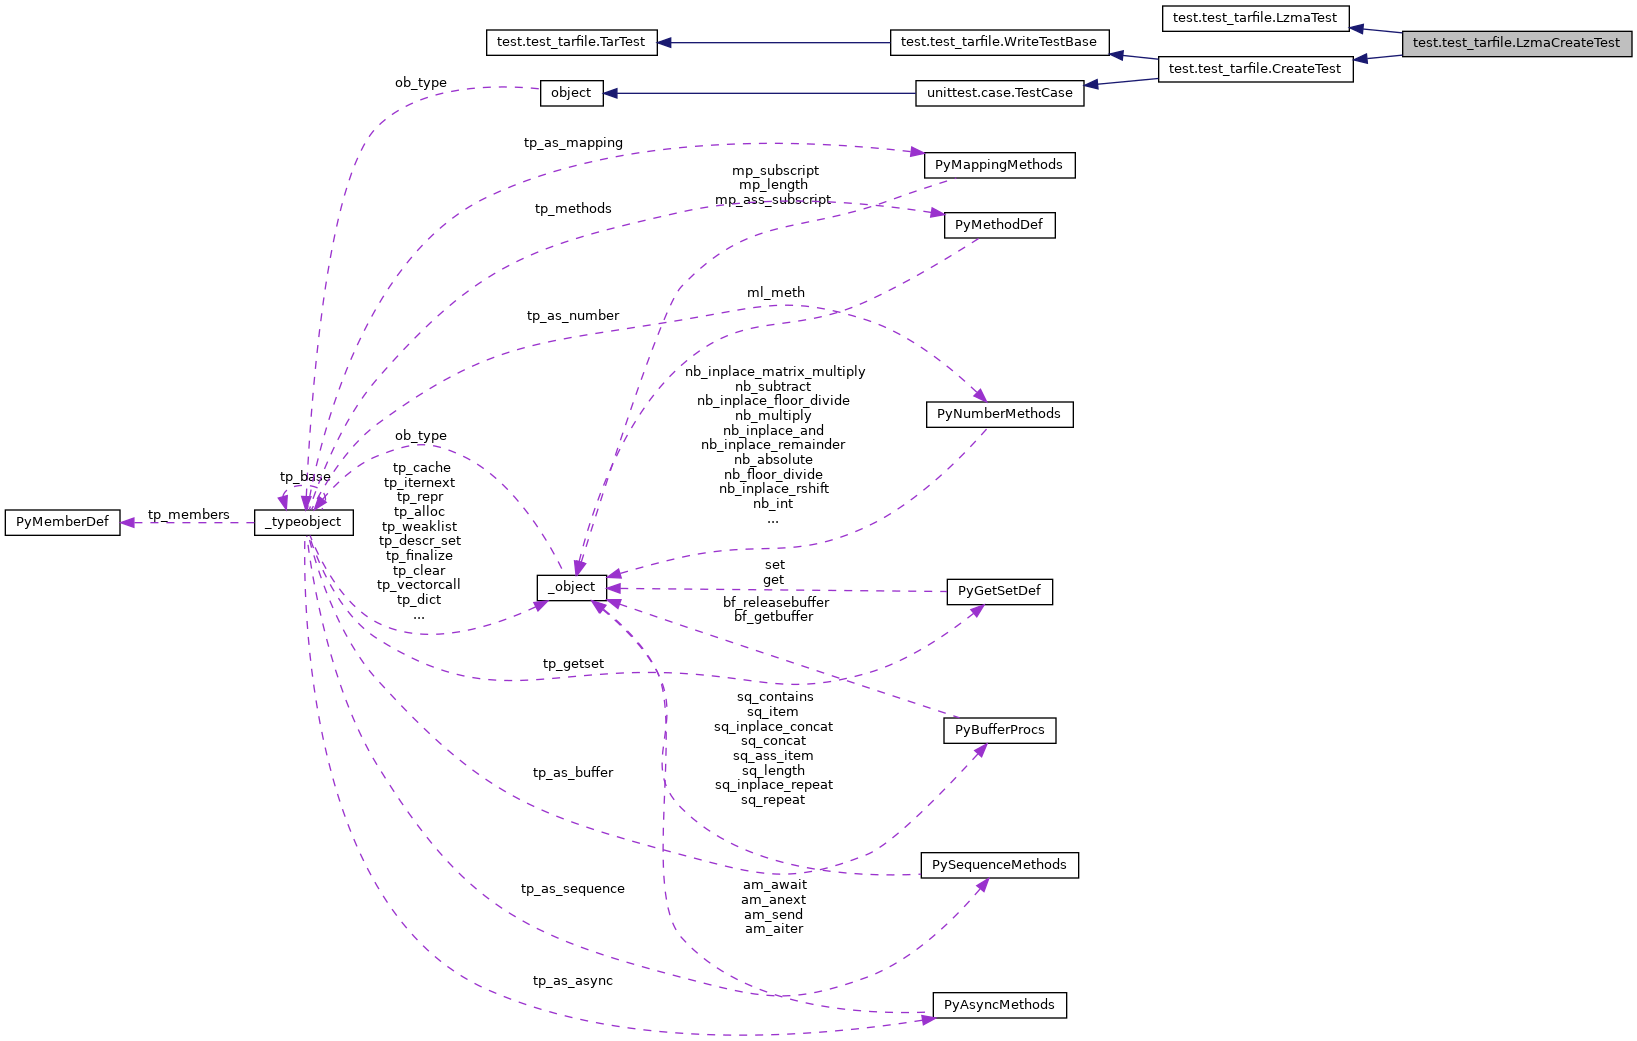 test.test_tarfile.LzmaTest
test.test_tarfile.TarTest
test.test_tarfile.WriteTestBase
test.test_tarfile.LzmaCreateTest
test.test_tarfile.CreateTest
ob_type
object
unittest.case.TestCase
tp_as_mapping
PyMappingMethods
mp_subscript
mp_length
mp_ass_subscript
tp_methods
PyMethodDef
ml_meth
tp_as_number
nb_inplace_matrix_multiply
nb_subtract
nb_inplace_floor_divide
nb_multiply
nb_inplace_and
nb_inplace_remainder
nb_absolute
nb_floor_divide
nb_inplace_rshift
nb_int
...
PyNumberMethods
ob_type
tp_base
tp_cache
tp_iternext
tp_repr
tp_alloc
tp_weaklist
tp_descr_set
tp_finalize
tp_clear
tp_vectorcall
tp_dict
...
PyMemberDef
tp_members
_typeobject
_object
set
get
PyGetSetDef
bf_releasebuffer
bf_getbuffer
tp_getset
sq_contains
sq_item
sq_inplace_concat
sq_concat
sq_ass_item
sq_length
sq_inplace_repeat
sq_repeat
PyBufferProcs
tp_as_buffer
PySequenceMethods
tp_as_sequence
am_await
am_anext
am_send
am_aiter
tp_as_async
PyAsyncMethods